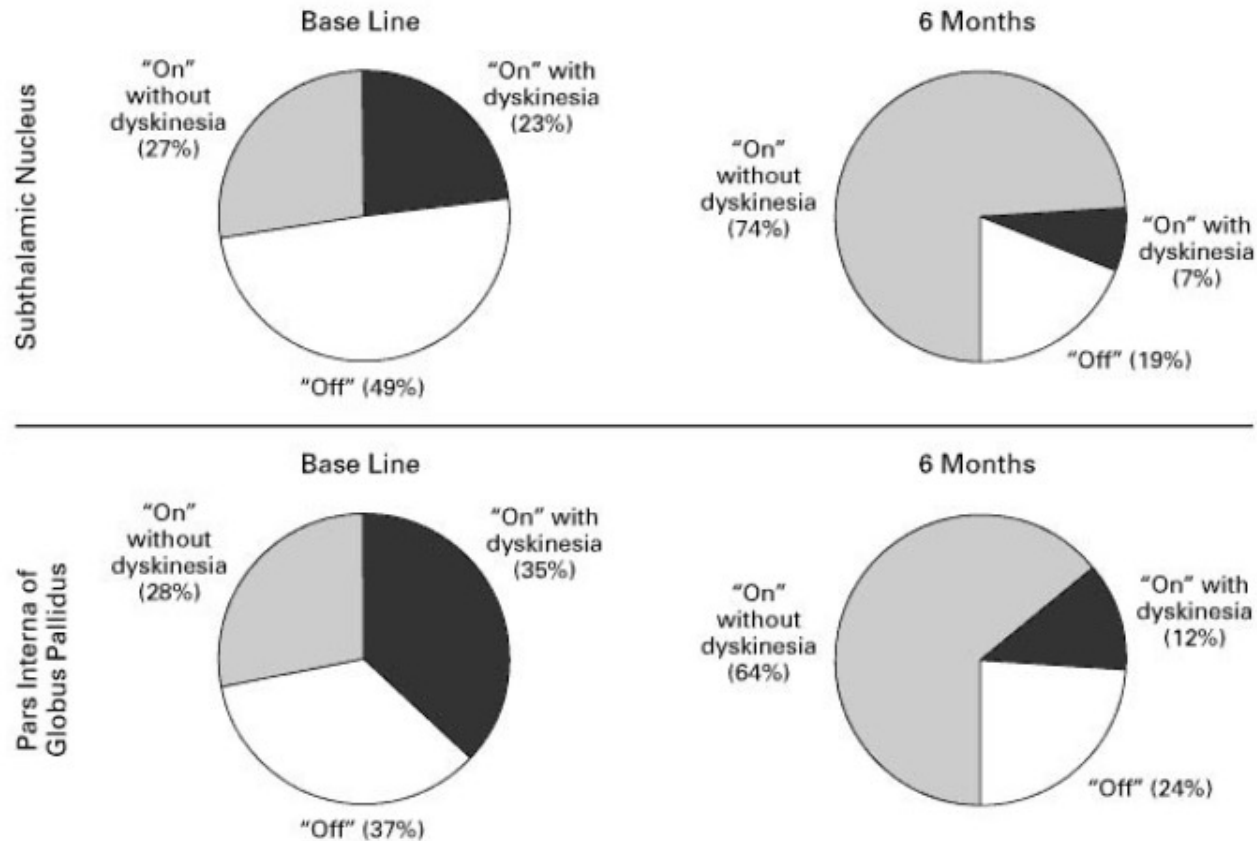 Base Line
6 Months
Subthalamic Nucleus
“On”
without
dyskinesia
(27%)
“On” with
dyskinesia
(23%)
“Off” (49%)
“On”
without
dyskinesia
(74%)
“On” with
dyskinesia
(7%)
“Off” (19%)
Base Line
6 Months
Pars Interna of
Globus Pallidus
“On”
without
dyskinesia
(28%)
“On” with
dyskinesia
(35%)
“Off” (37%)
“On”
without
dyskinesia
(64%)
“On” with
dyskinesia
(12%)
“Off” (24%)